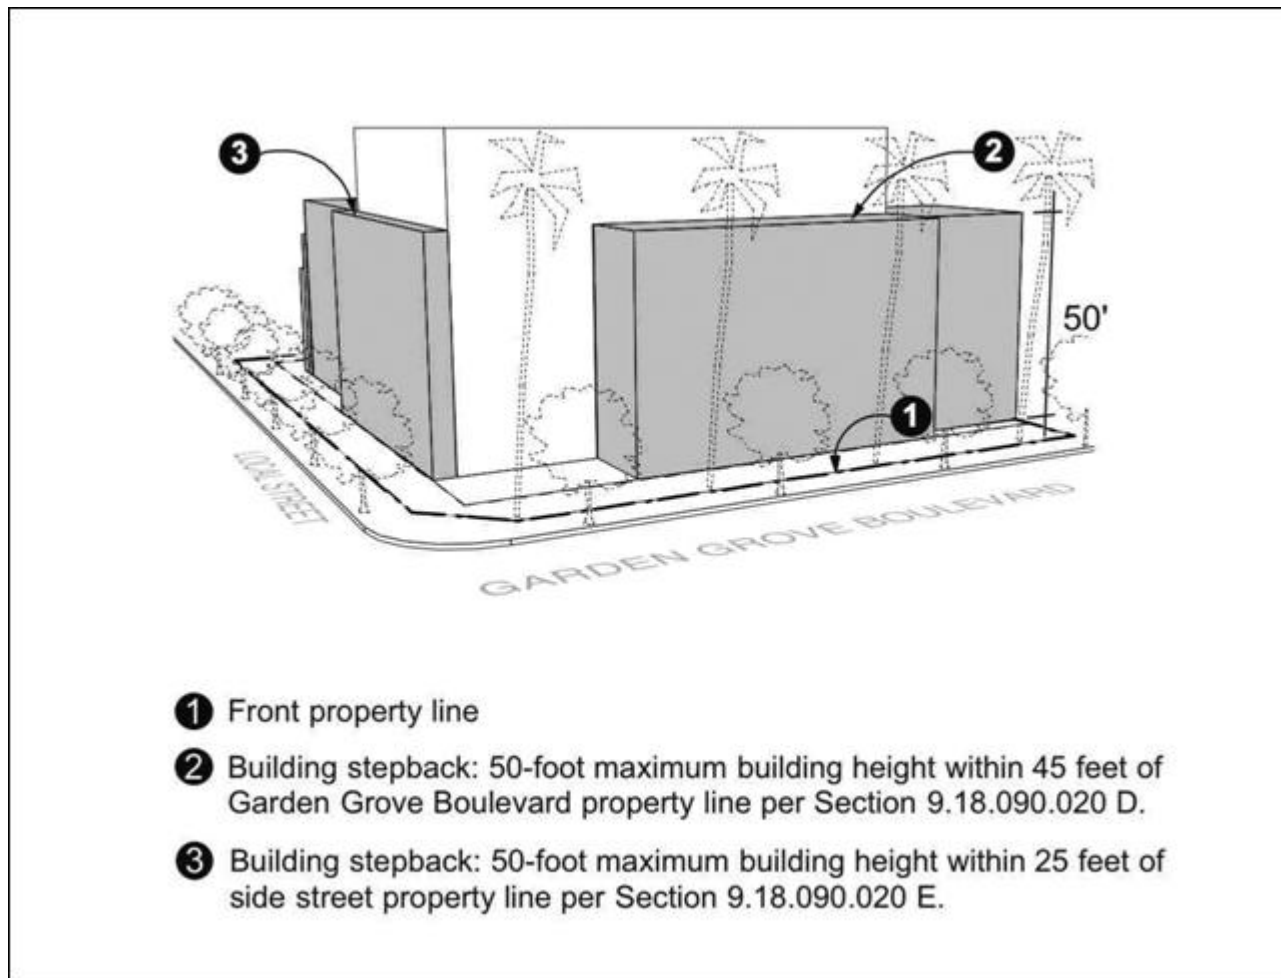 3
2
50'
1
LOCAL STREET
GARDEN GROVE BOULEVARD
1 Front property line
2 Building stepback: 50-foot maximum building height within 45 feet of
Garden Grove Boulevard property line per Section 9.18.090.020 D.
3 Building stepback: 50-foot maximum building height within 25 feet of
side street property line per Section 9.18.090.020 E.